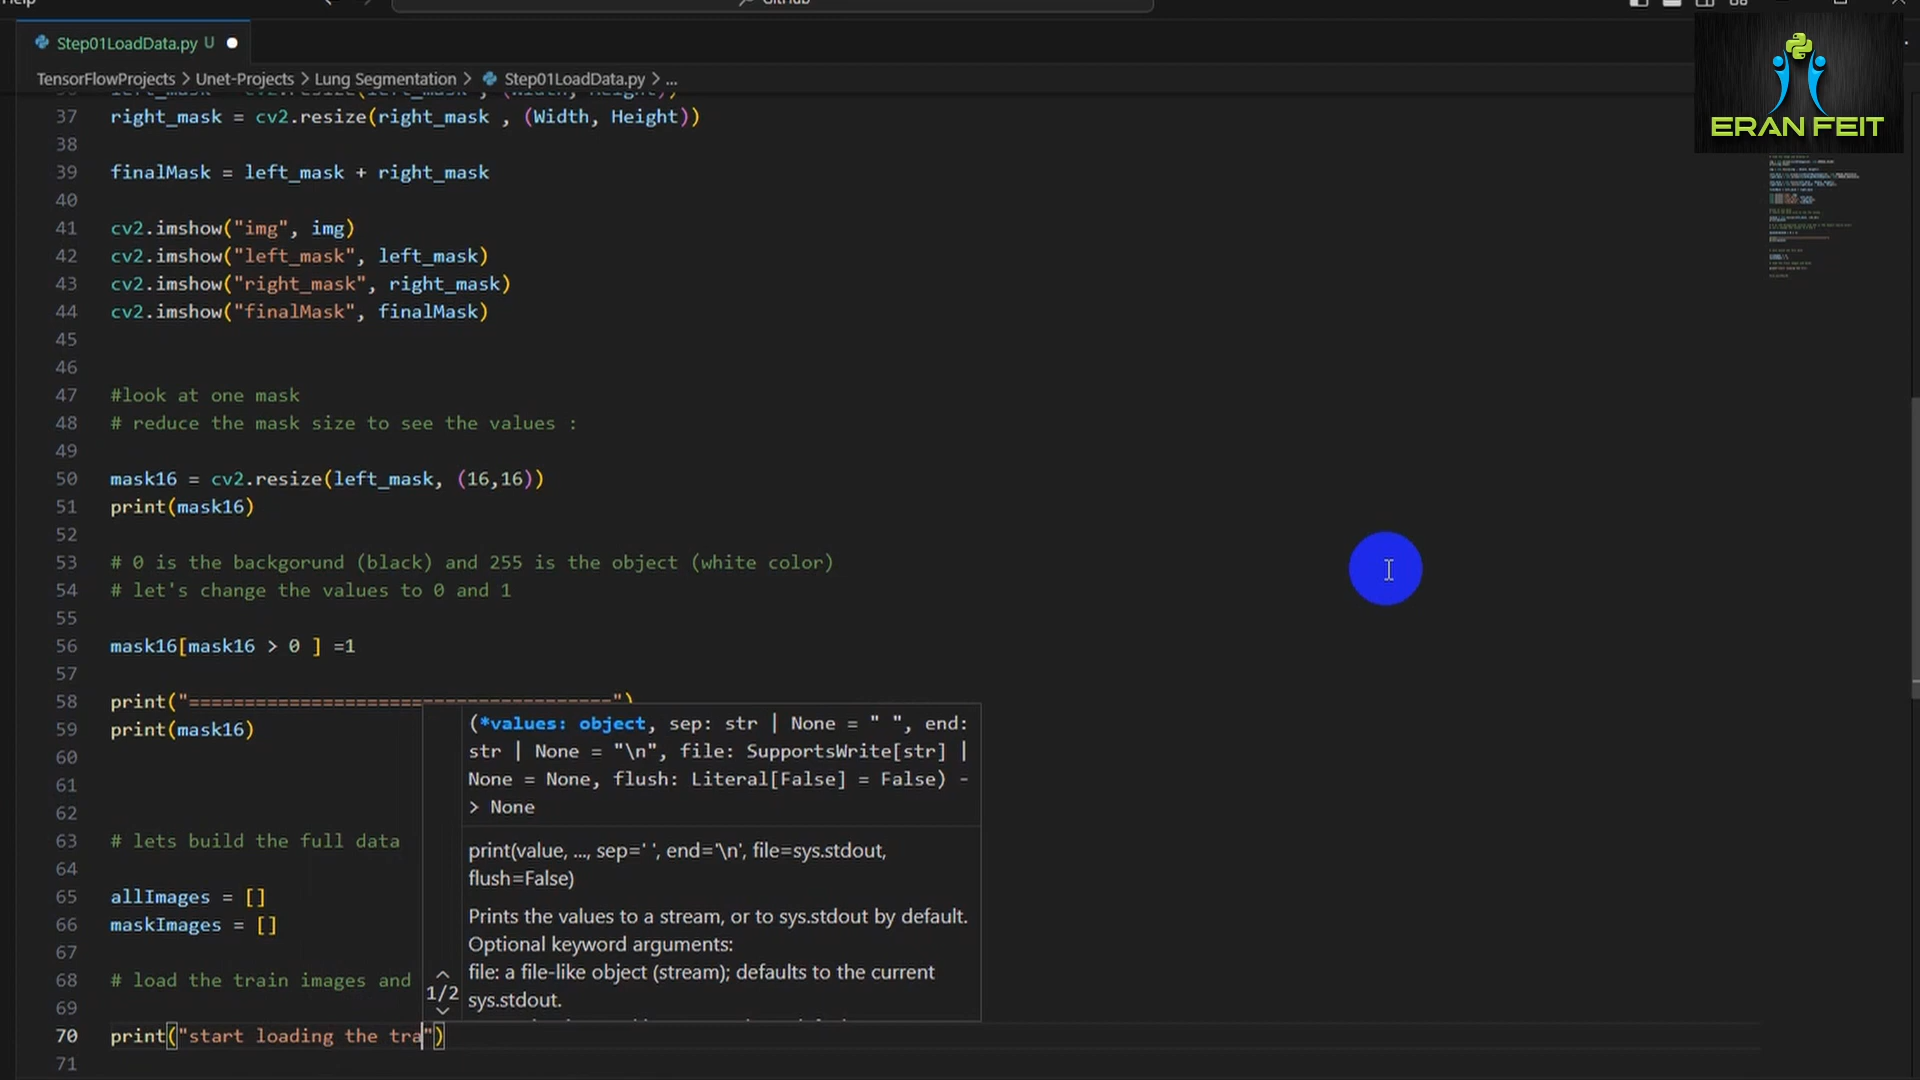 Help
GitHub
Step01LoadData.py U
ERAN FEIT
TensorFlowProjects > Unet-Projects > Lung Segmentation > Step01LoadData.py > ...
36 left_mask = cv2.resize(left_mask , (Width, Height))
37 right_mask = cv2.resize(right_mask , (Width, Height))
38
39 finalMask = left_mask + right_mask
40
41 cv2.imshow("img", img)
42 cv2.imshow("left_mask", left_mask)
43 cv2.imshow("right_mask", right_mask)
44 cv2.imshow("finalMask", finalMask)
45
46
47 #look at one mask
48 # reduce the mask size to see the values :
49
50 mask16 = cv2.resize(left_mask, (16,16))
51 print(mask16)
52
53 # 0 is the backgorund (black) and 255 is the object (white color)
54 # let's change the values to 0 and 1
55
56 mask16[mask16 > 0 ] =1
57
58 print("======================================")
59 print(mask16)
60
61
62
63 # lets build the full data
64
65 allImages = []
66 maskImages = []
67
68 # load the train images and
69
70 print("start loading the tra")
71
(*values: object, sep: str | None = " ", end:
str | None = "\n", file: SupportsWrite[str] |
None = None, flush: Literal[False] = False) -
> None
print(value, ..., sep=' ', end='\n', file=sys.stdout,
flush=False)
Prints the values to a stream, or to sys.stdout by default.
Optional keyword arguments:
file: a file-like object (stream); defaults to the current
sys.stdout.
1/2